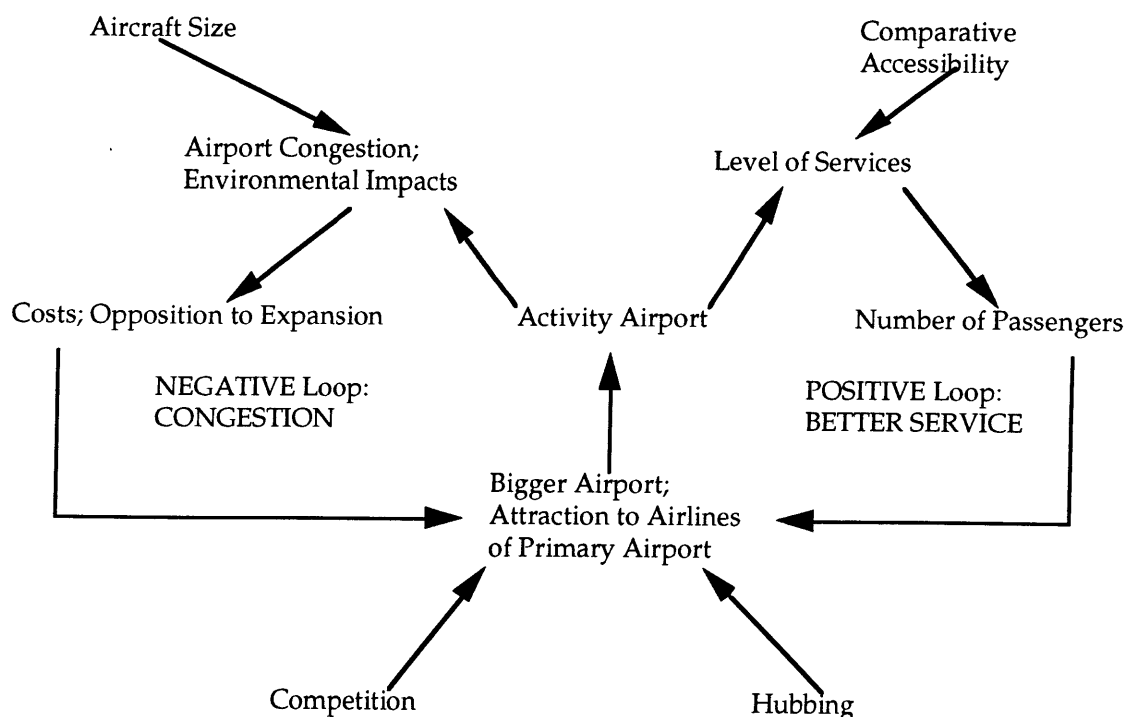 Aircraft Size
Comparative
Accessibility
Airport Congestion;
Environmental Impacts
Level of Services
Costs; Opposition to Expansion
Activity Airport
Number of Passengers
NEGATIVE Loop:
CONGESTION
POSITIVE Loop:
BETTER SERVICE
Bigger Airport;
Attraction to Airlines
of Primary Airport
Competition
Hubbing